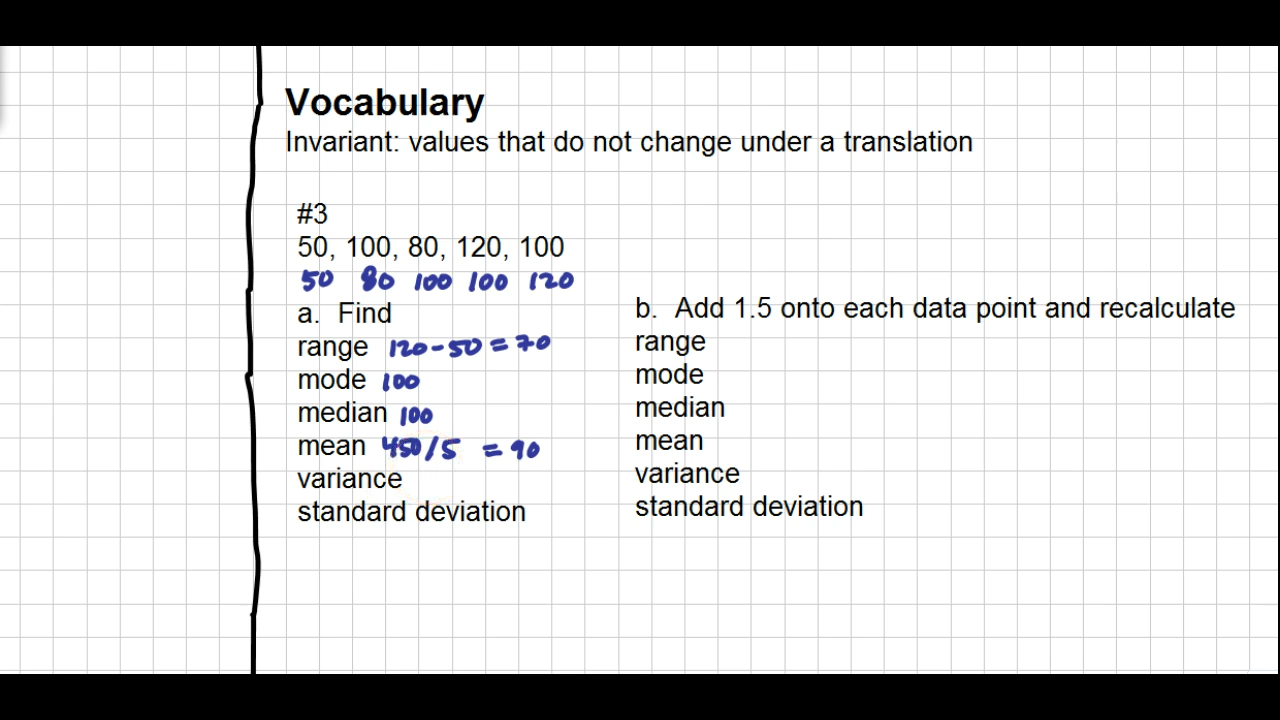 Vocabulary
Invariant: values that do not change under a translation
#3
50, 100, 80, 120, 100
50 80 100 100 120
a. Find
range 120-50=70
mode 100
median 100
mean 450/5 =90
variance
standard deviation
b. Add 1.5 onto each data point and recalculate
range
mode
median
mean
variance
standard deviation